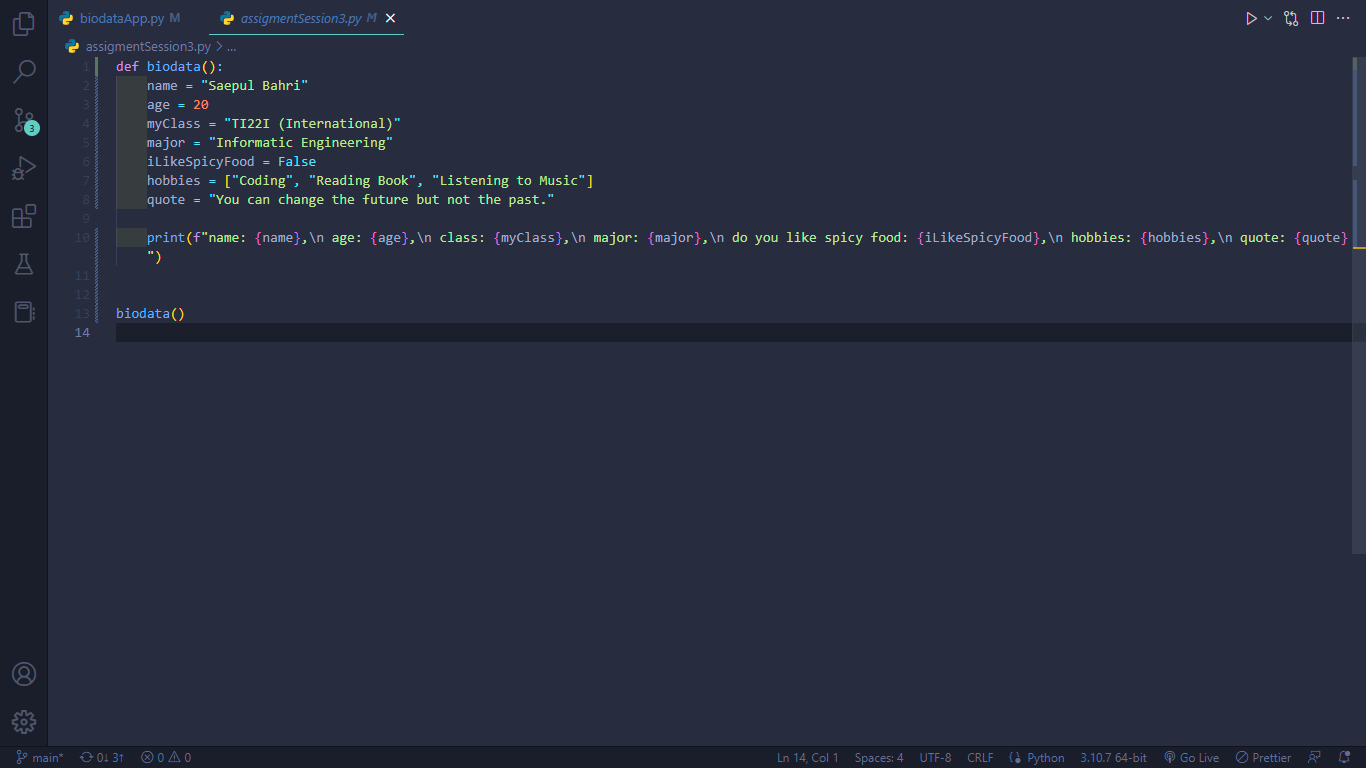 biodataApp.py M
assigmentSession3.py M
assigmentSession3.py > ...
1 def biodata():
2 name = "Saepul Bahri"
3 age = 20
4 myClass = "TI22I (International)"
5 major = "Informatic Engineering"
6 iLikeSpicyFood = False
7 hobbies = ["Coding", "Reading Book", "Listening to Music"]
8 quote = "You can change the future but not the past."
9
10 print(f"name: {name},\n age: {age},\n class: {myClass},\n major: {major},\n do you like spicy food: {iLikeSpicyFood},\n hobbies: {hobbies},\n quote: {quote}
")
11
12
13 biodata()
14
3
main* 0↓ 3↑ 0 0 Ln 14, Col 1 Spaces: 4 UTF-8 CRLF Python 3.10.7 64-bit Go Live Prettier